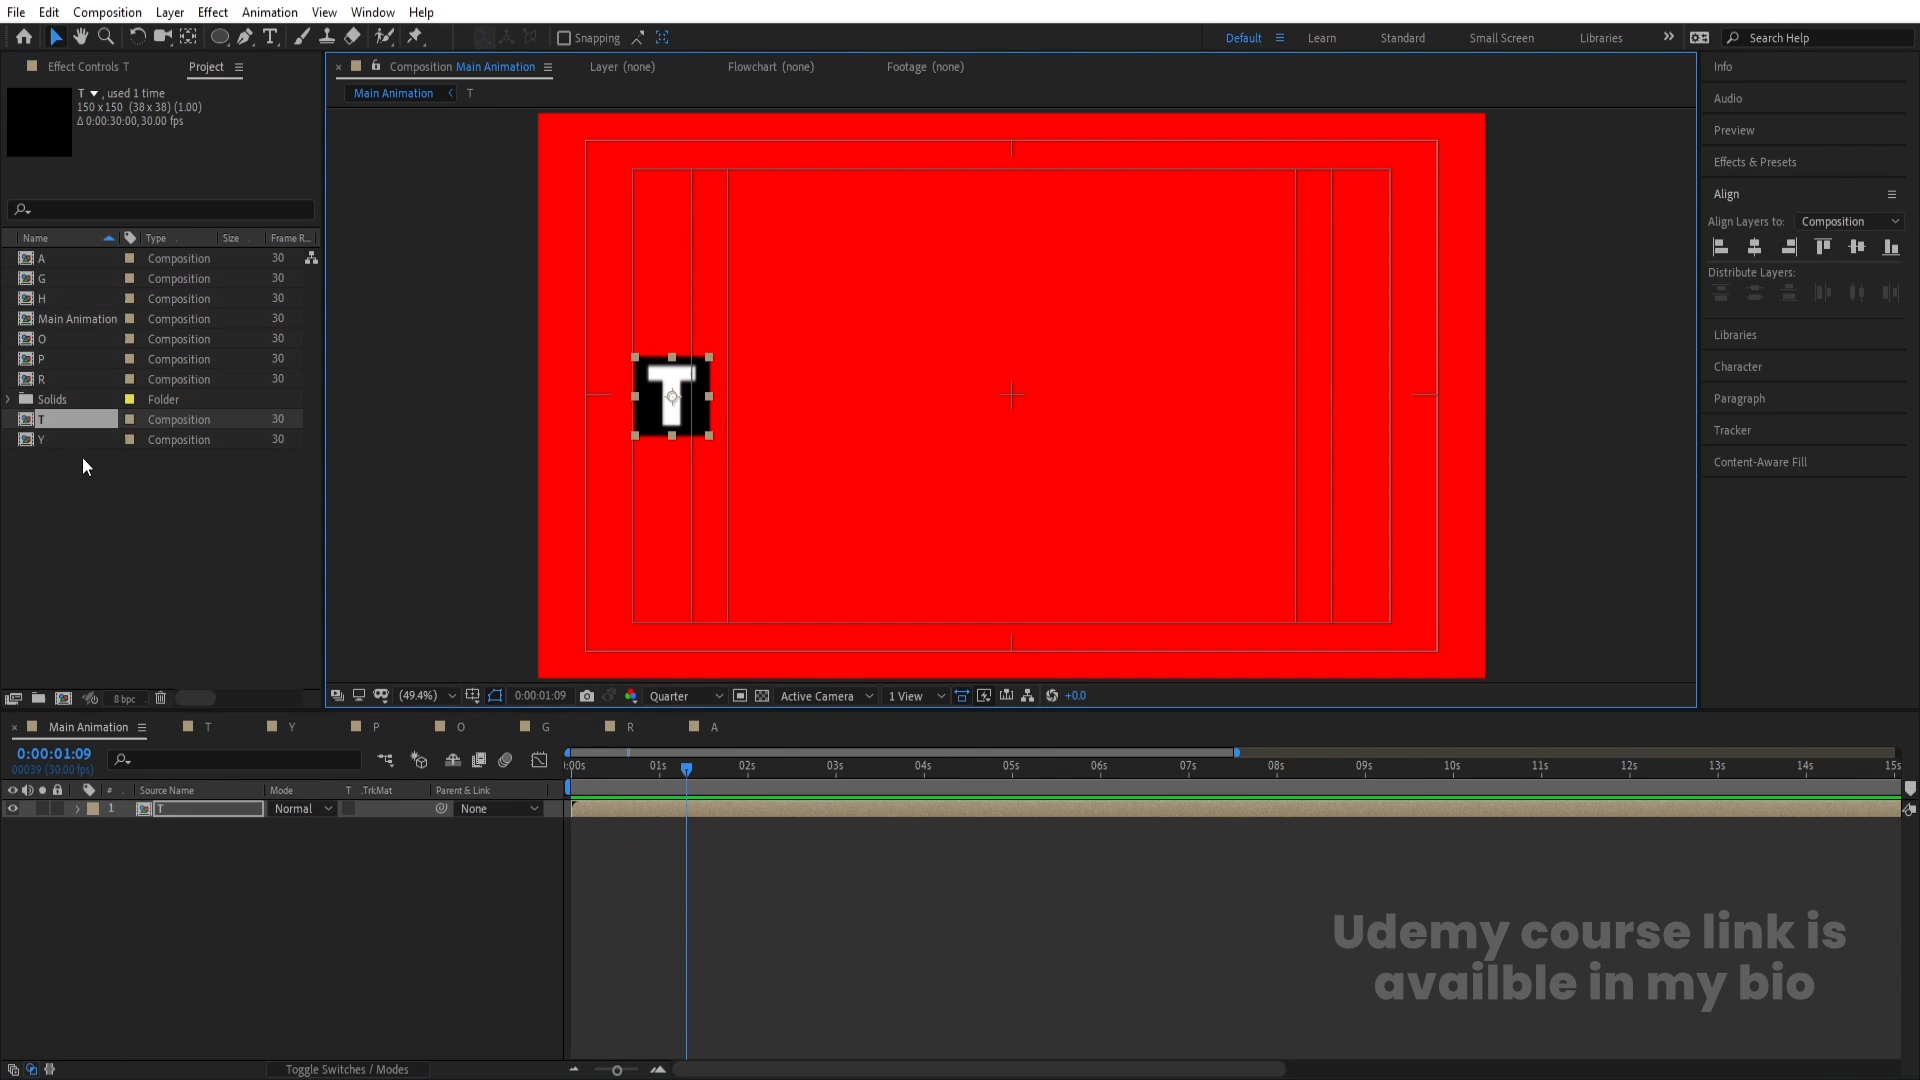 File Edit Composition Layer Effect Animation View Window Help
Snapping
Default Learn Standard Small Screen Libraries Search Help
Effect Controls T Project
Composition Main Animation Layer (none) Flowchart (none) Footage (none)
Main Animation T
T , used 1 time
150 x 150 (38 x 38) (1.00)
Δ 0:00:30:00, 30.00 fps
Name Type Size Frame R...
A Composition 30
G Composition 30
H Composition 30
Main Animation Composition 30
O Composition 30
P Composition 30
R Composition 30
Solids Folder
T Composition 30
Y Composition 30
8 bpc
T
(49.4%) 0:00:01:09 Quarter Active Camera 1 View +0.0
Info
Audio
Preview
Effects & Presets
Align
Align Layers to: Composition
Distribute Layers:
Libraries
Character
Paragraph
Tracker
Content-Aware Fill
Main Animation T Y P O G R A
0:00:01:09
00039 (30.00 fps)
:00s 01s 02s 03s 04s 05s 06s 07s 08s 09s 10s 11s 12s 13s 14s 15s
# Source Name Mode T .TrkMat Parent & Link
1 T Normal None
Udemy course link is
availble in my bio
Toggle Switches / Modes